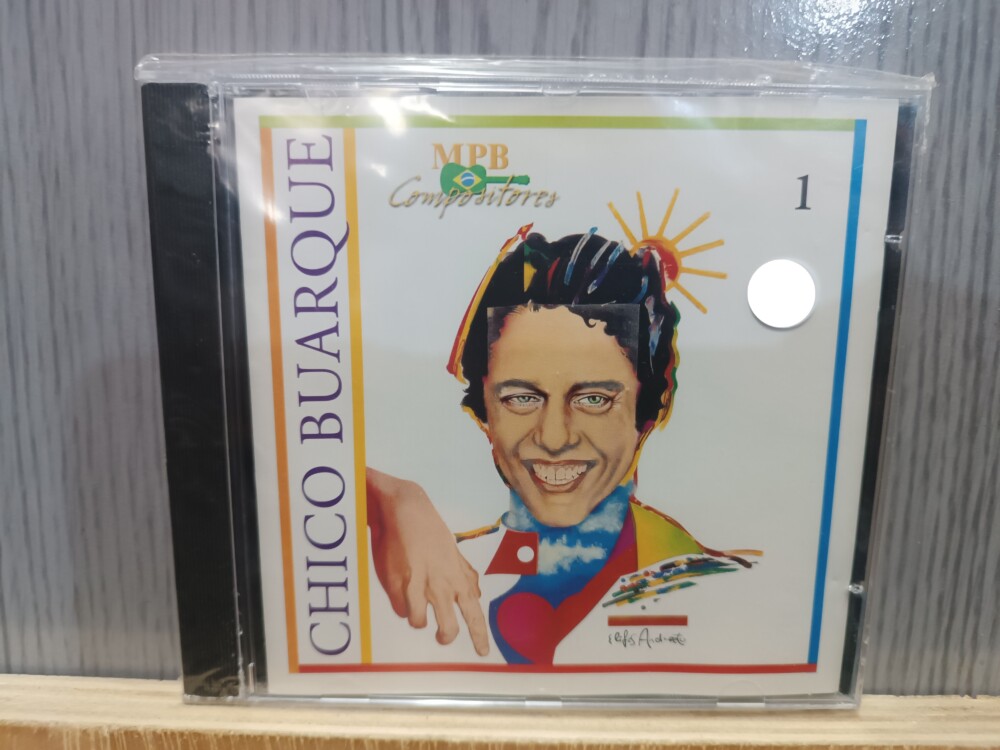 CHICO BUARQUE
MPB
Compositores
1